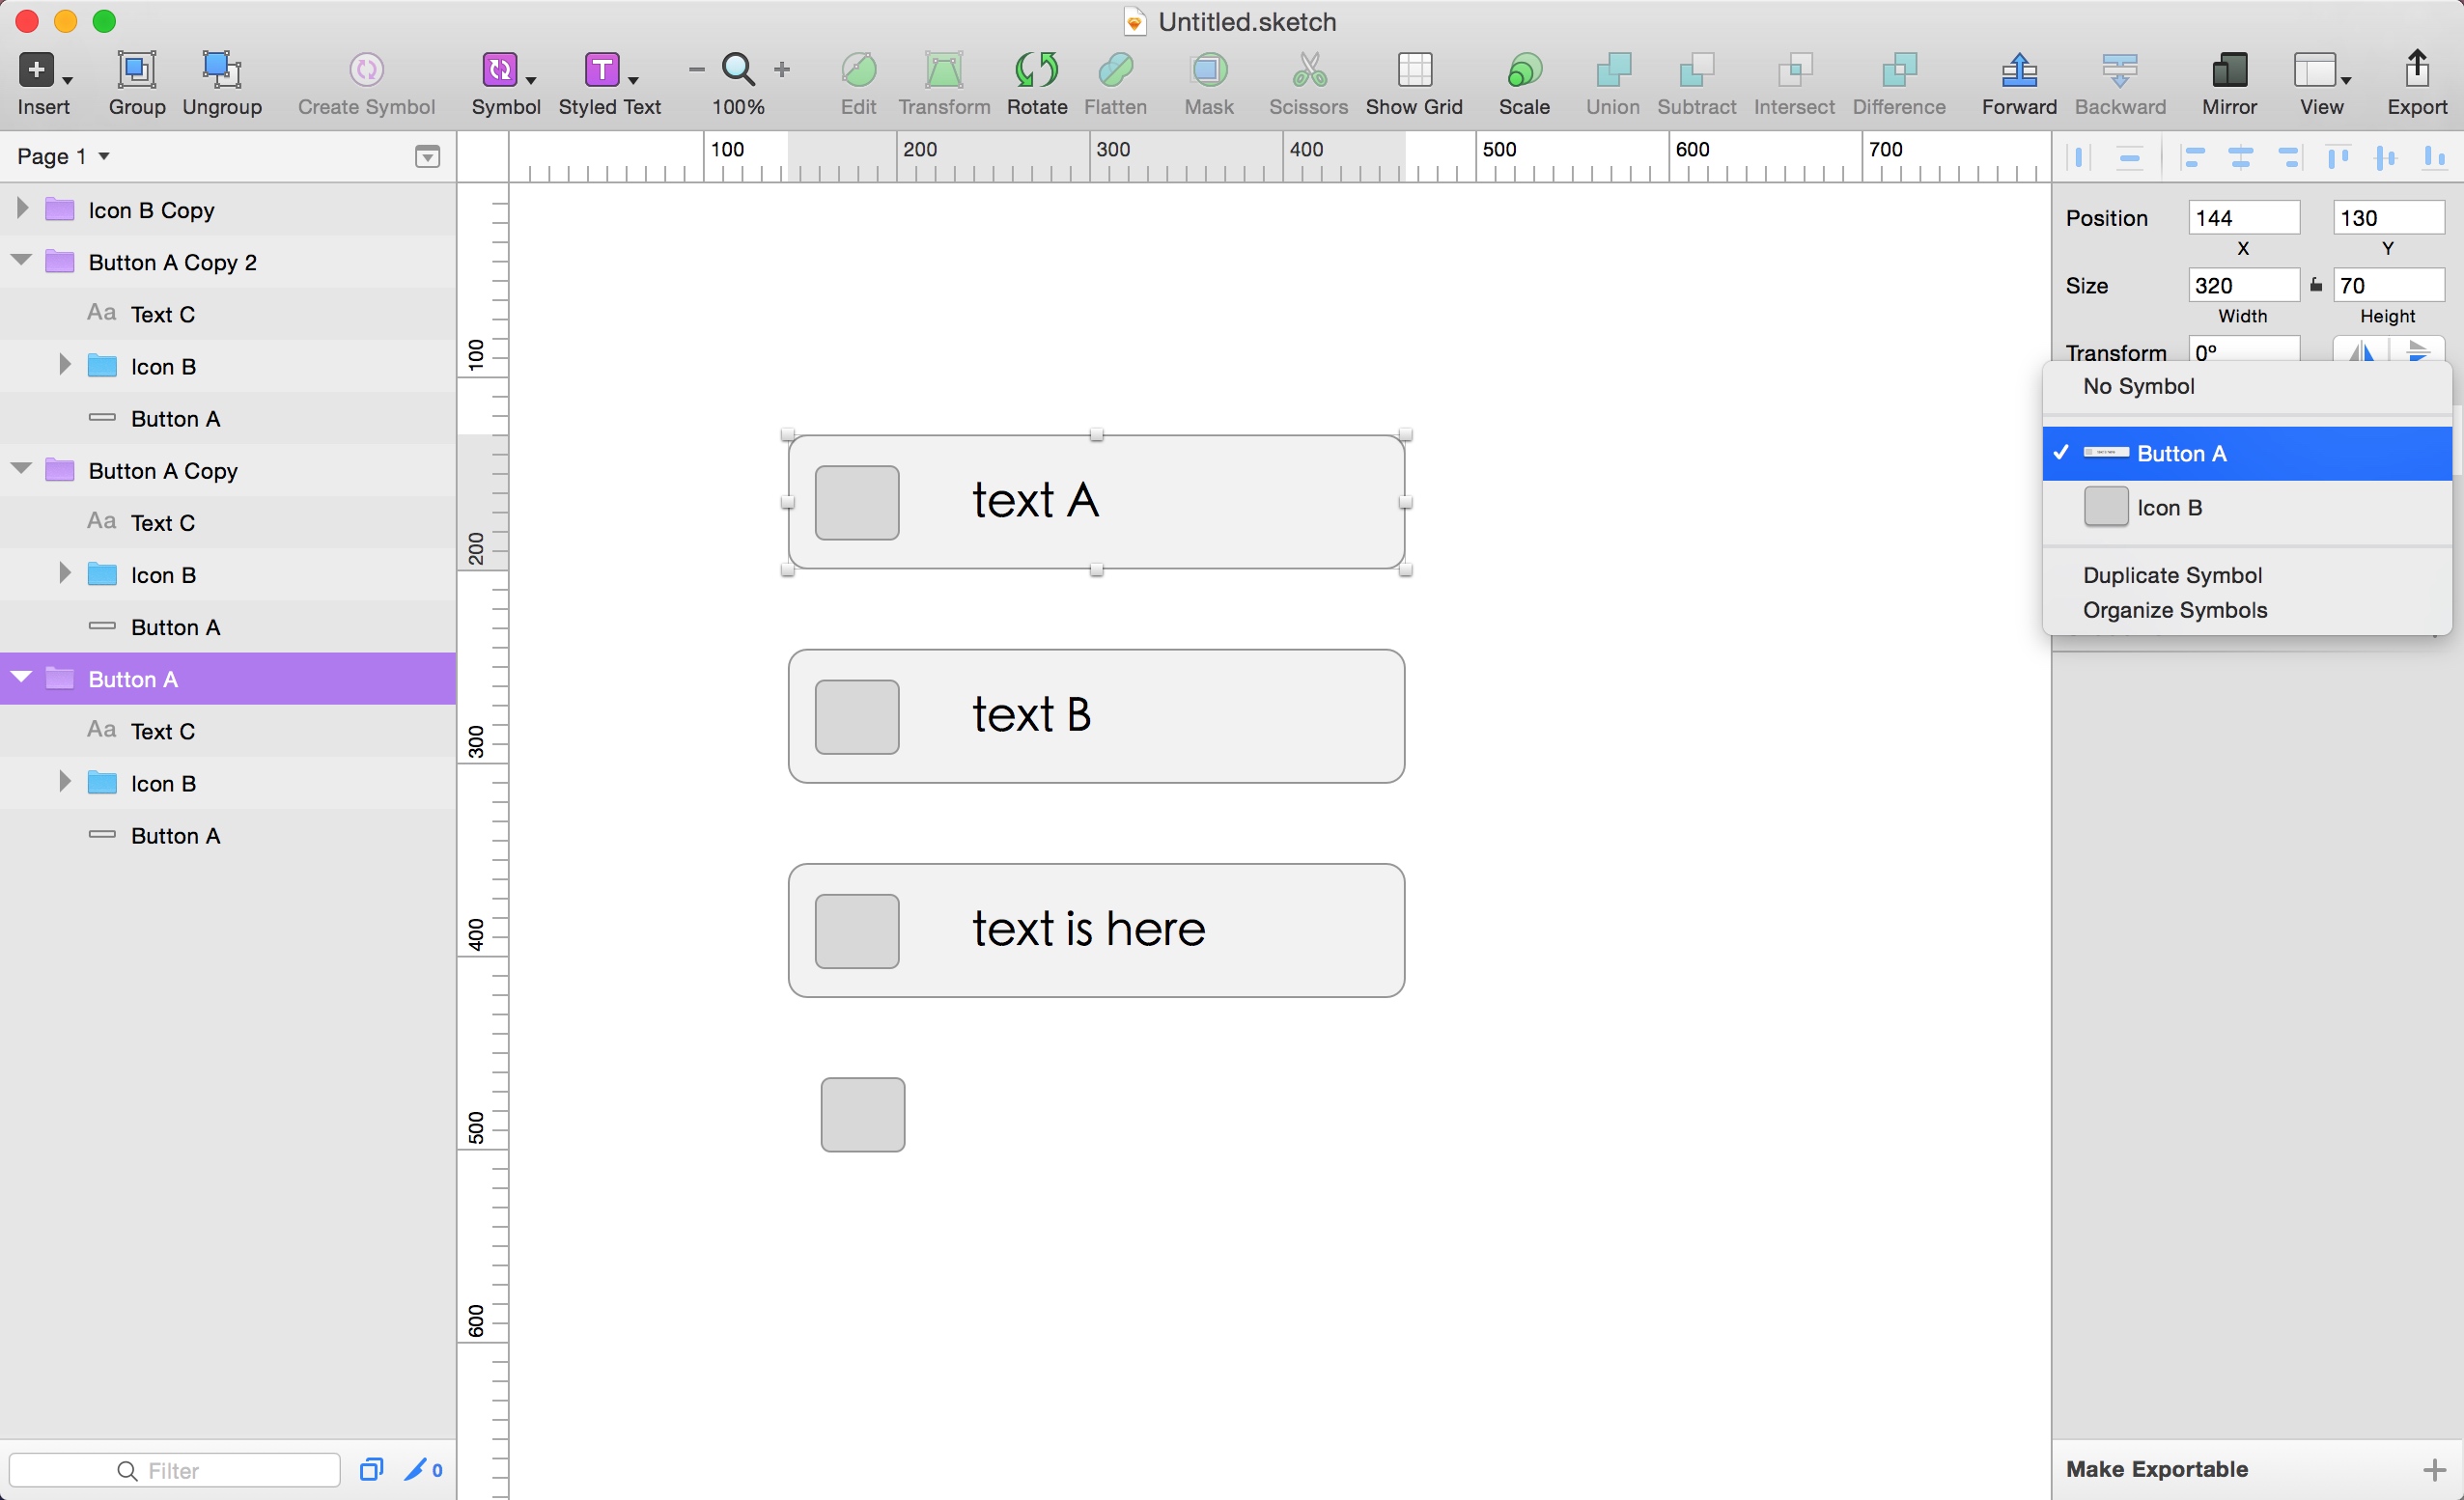 Untitled.sketch
Insert Group Ungroup Create Symbol Symbol Styled Text 100% Edit Transform Rotate Flatten Mask Scissors Show Grid Scale Union Subtract Intersect Difference Forward Backward Mirror View Export
Page 1
100 200 300 400 500 600 700
Icon B Copy
Button A Copy 2
Aa Text C
Icon B
Button A
Button A Copy
Aa Text C
Icon B
Button A
Button A
Aa Text C
Icon B
Button A
Filter
0
100
200
300
400
500
600
text A
text B
text is here
Position 144 130
X Y
Size 320 70
Width Height
Transform 0º
No Symbol
Button A
Icon B
Duplicate Symbol
Organize Symbols
Make Exportable